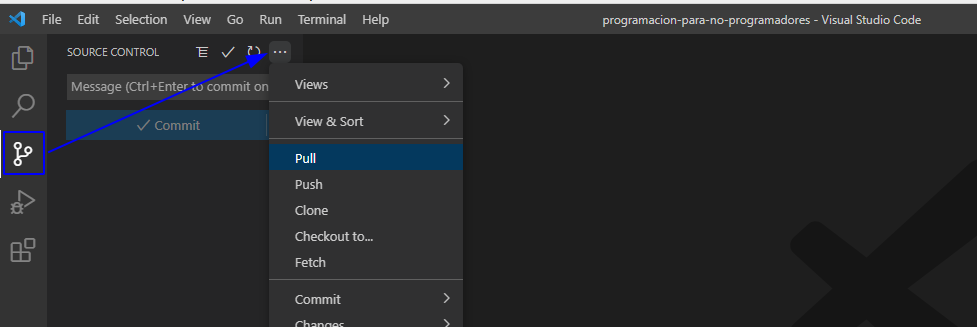 File Edit Selection View Go Run Terminal Help programacion-para-no-programadores - Visual Studio Code
SOURCE CONTROL
Message (Ctrl+Enter to commit on
Commit
Views
View & Sort
Pull
Push
Clone
Checkout to...
Fetch
Commit
Changes